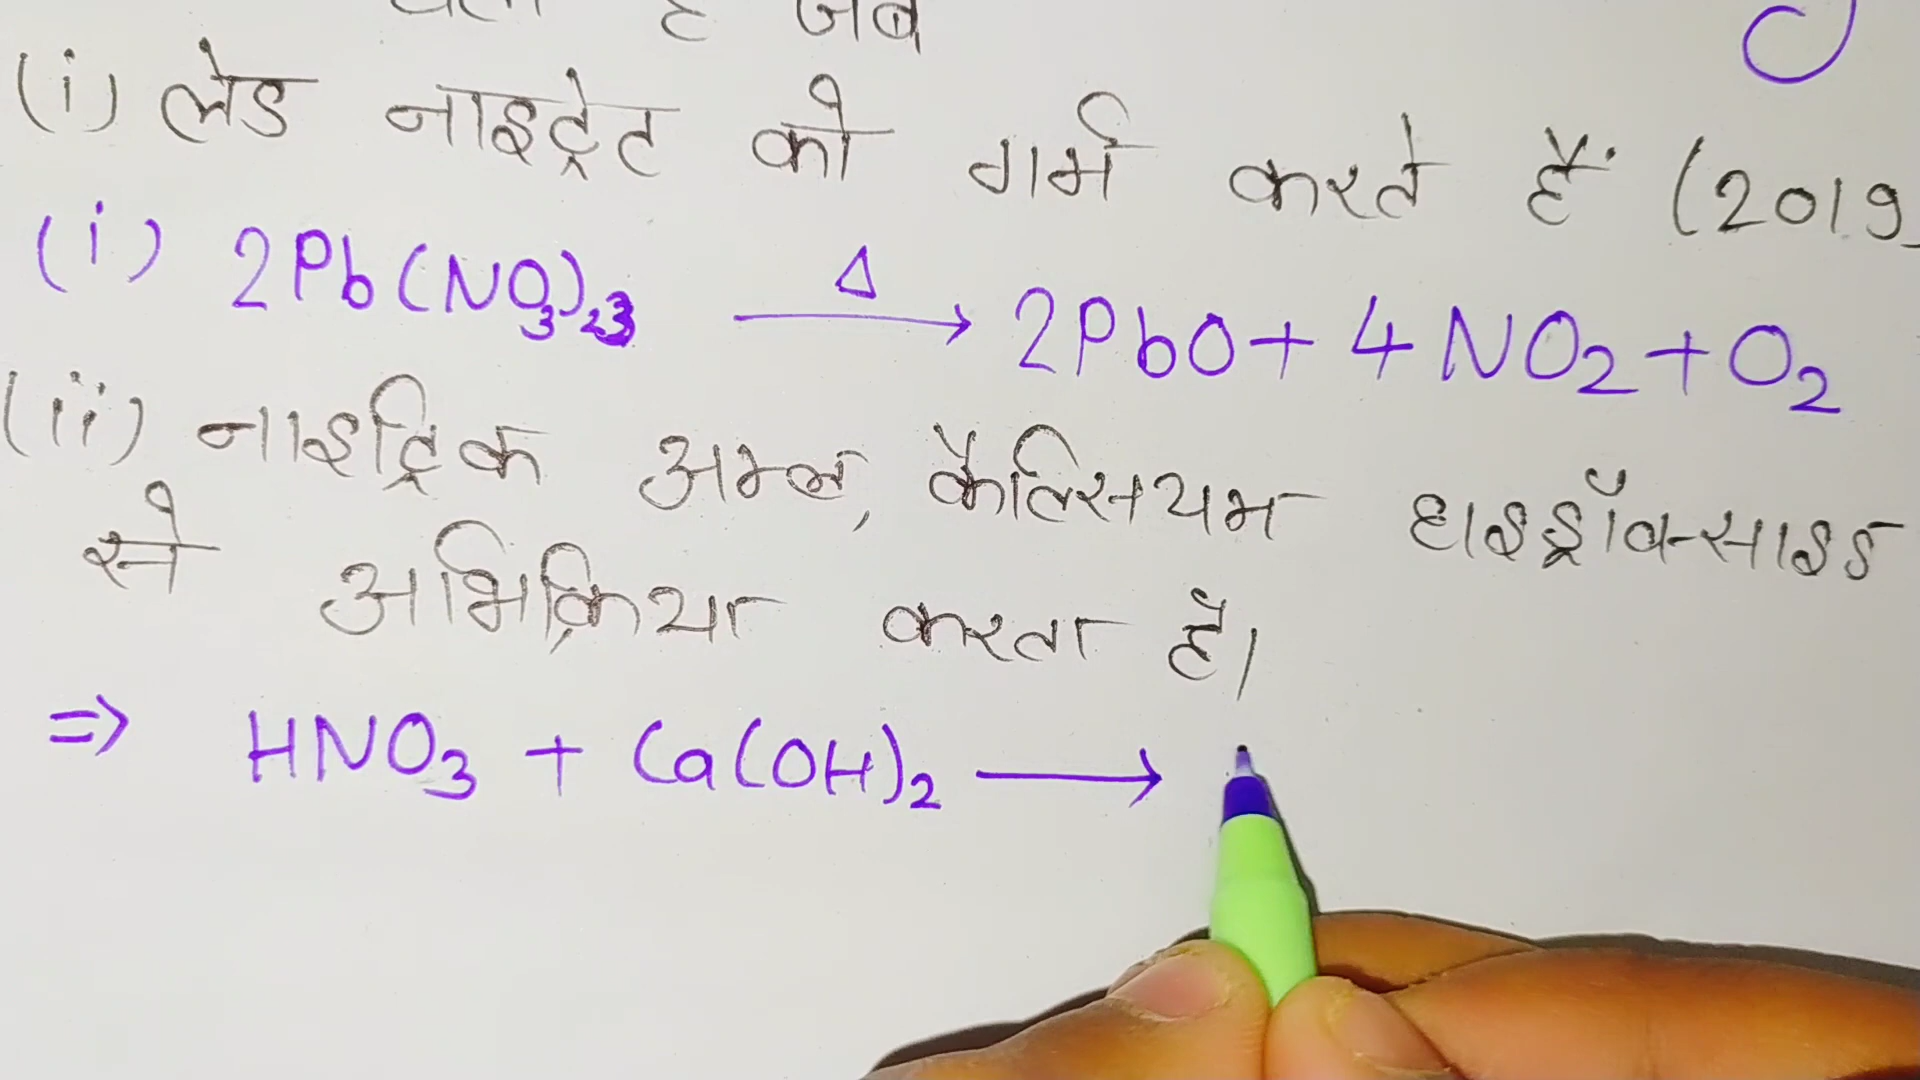 जब
(i) लेड नाइट्रेट को गर्म करते हैं (2019)
(i) 2Pb(NO₃)₂ —Δ→ 2PbO + 4NO₂ + O₂
(ii) नाइट्रिक अम्ल, कैल्सियम हाइड्रॉक्साइड
से अभिक्रिया करता है।
⇒ HNO₃ + Ca(OH)₂ ⟶